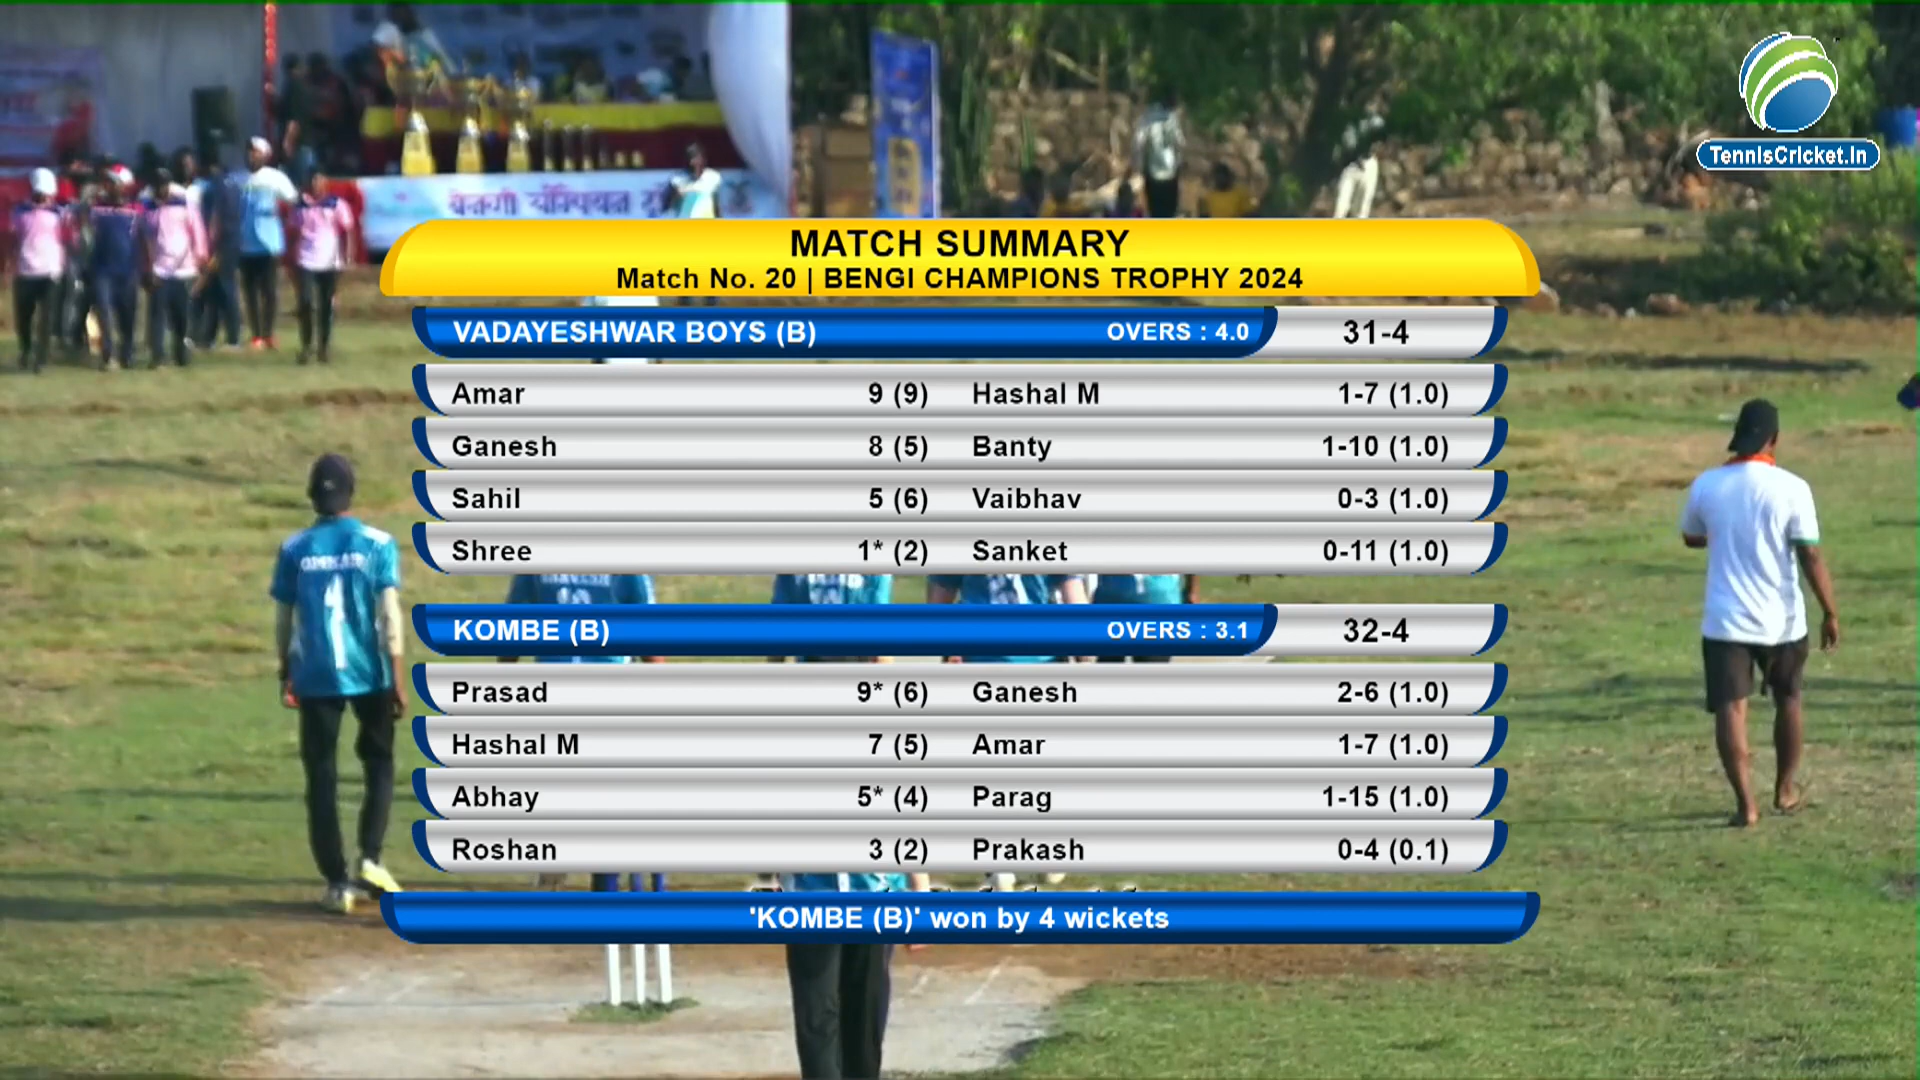 TennisCricket.In
MATCH SUMMARY
Match No. 20 | BENGI CHAMPIONS TROPHY 2024
VADAYESHWAR BOYS (B) OVERS : 4.0 31-4
Amar 9 (9) Hashal M 1-7 (1.0)
Ganesh 8 (5) Banty 1-10 (1.0)
Sahil 5 (6) Vaibhav 0-3 (1.0)
Shree 1* (2) Sanket 0-11 (1.0)
KOMBE (B) OVERS : 3.1 32-4
Prasad 9* (6) Ganesh 2-6 (1.0)
Hashal M 7 (5) Amar 1-7 (1.0)
Abhay 5* (4) Parag 1-15 (1.0)
Roshan 3 (2) Prakash 0-4 (0.1)
'KOMBE (B)' won by 4 wickets